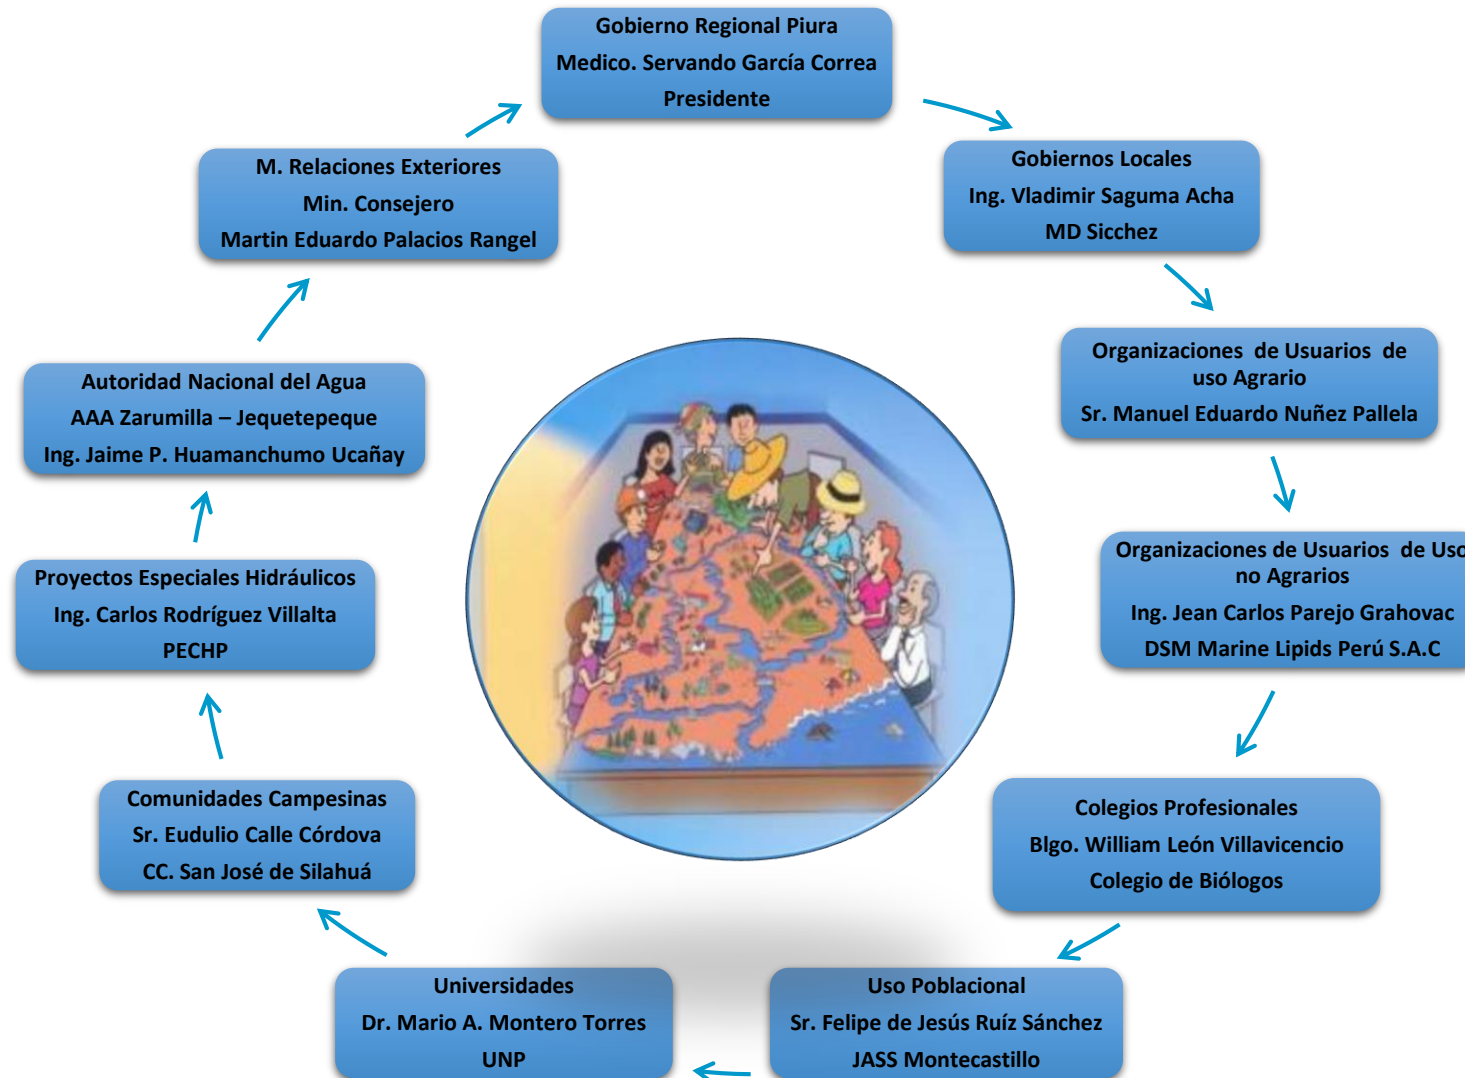 Gobierno Regional Piura
Medico. Servando García Correa
Presidente
Gobiernos Locales
Ing. Vladimir Saguma Acha
MD Sicchez
Organizaciones de Usuarios de
uso Agrario
Sr. Manuel Eduardo Nuñez Pallela
Organizaciones de Usuarios de Uso
no Agrarios
Ing. Jean Carlos Parejo Grahovac
DSM Marine Lipids Perú S.A.C
Colegios Profesionales
Blgo. William León Villavicencio
Colegio de Biólogos
Uso Poblacional
Sr. Felipe de Jesús Ruíz Sánchez
JASS Montecastillo
Universidades
Dr. Mario A. Montero Torres
UNP
Comunidades Campesinas
Sr. Eudulio Calle Córdova
CC. San José de Silahuá
Proyectos Especiales Hidráulicos
Ing. Carlos Rodríguez Villalta
PECHP
Autoridad Nacional del Agua
AAA Zarumilla – Jequetepeque
Ing. Jaime P. Huamanchumo Ucañay
M. Relaciones Exteriores
Min. Consejero
Martin Eduardo Palacios Rangel